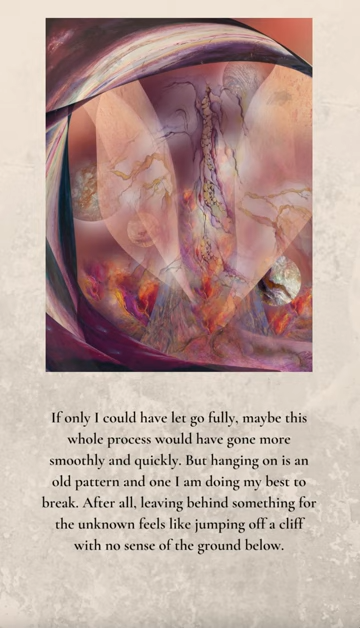 If only I could have let go fully, maybe this
whole process would have gone more
smoothly and quickly. But hanging on is an
old pattern and one I am doing my best to
break. After all, leaving behind something for
the unknown feels like jumping off a cliff
with no sense of the ground below.